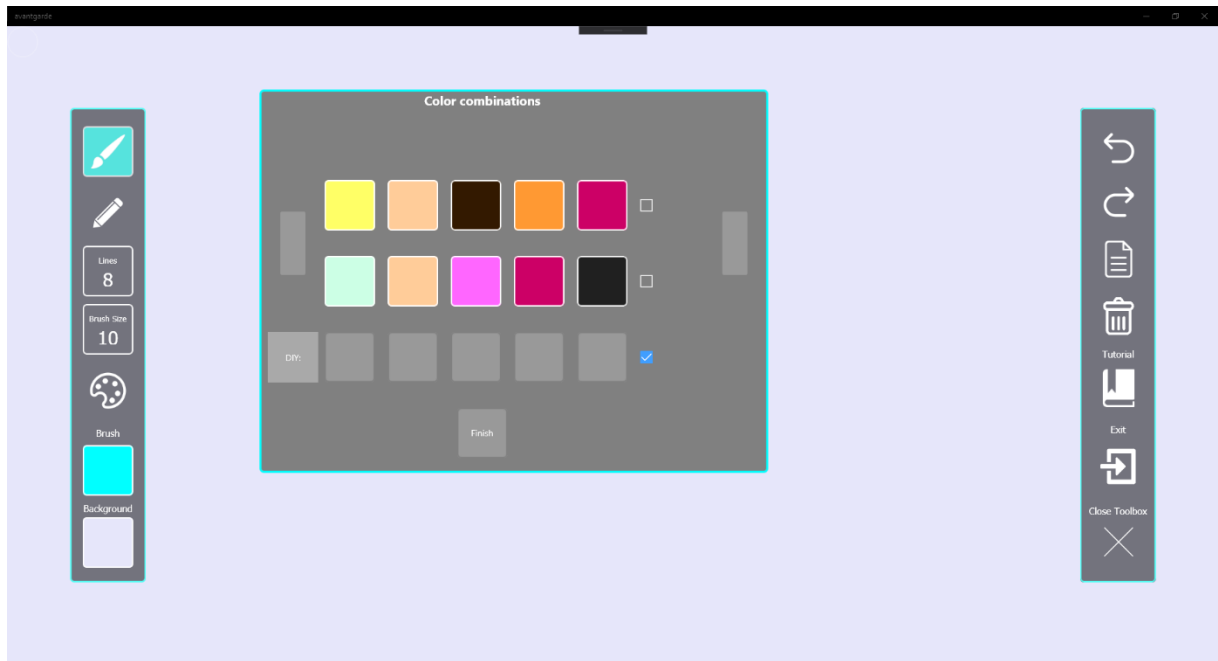 avantgarde
Color combinations
Lines
8
Brush Size
10
Brush
Background
DIY:
Finish
Tutorial
Exit
Close Toolbox